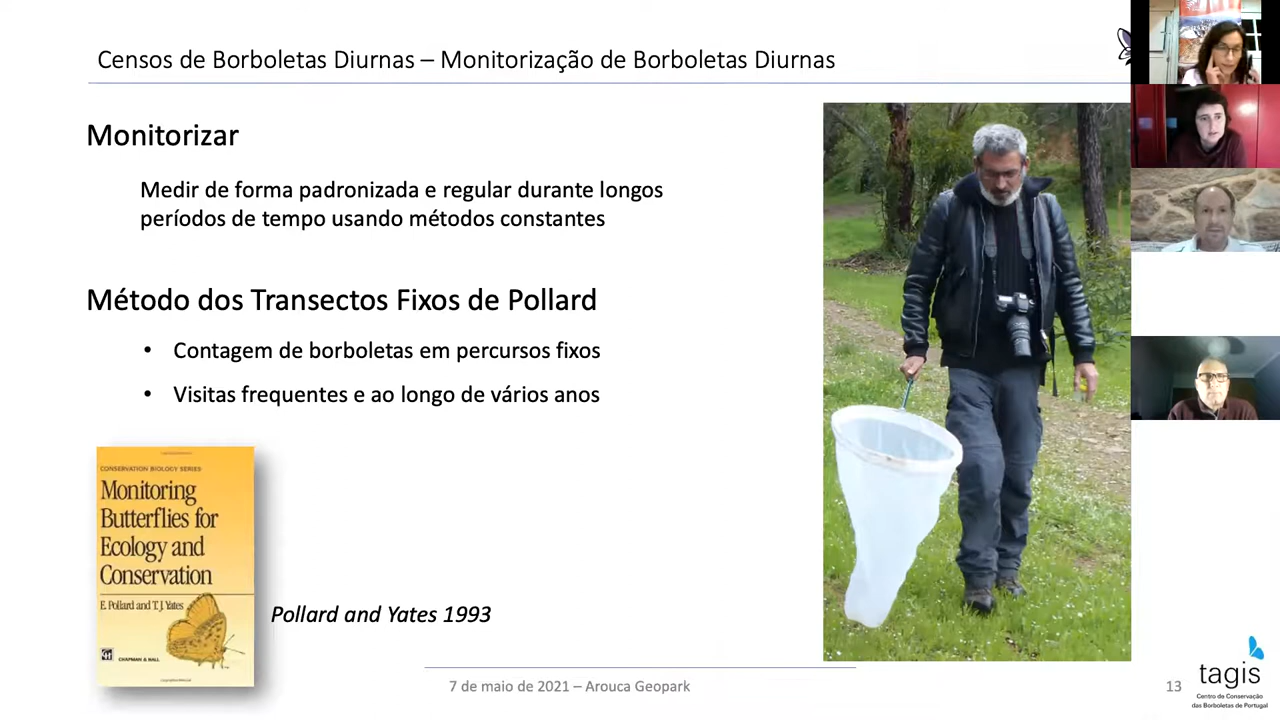 Censos de Borboletas Diurnas – Monitorização de Borboletas Diurnas
Monitorizar
Medir de forma padronizada e regular durante longos
períodos de tempo usando métodos constantes
Método dos Transectos Fixos de Pollard
• Contagem de borboletas em percursos fixos
• Visitas frequentes e ao longo de vários anos
CONSERVATION BIOLOGY SERIES
Monitoring
Butterflies for
Ecology and
Conservation
E. Pollard and T.J. Yates
CHAPMAN & HALL
Pollard and Yates 1993
7 de maio de 2021 – Arouca Geopark
13
tagis
Centro de Conservação
das Borboletas de Portugal